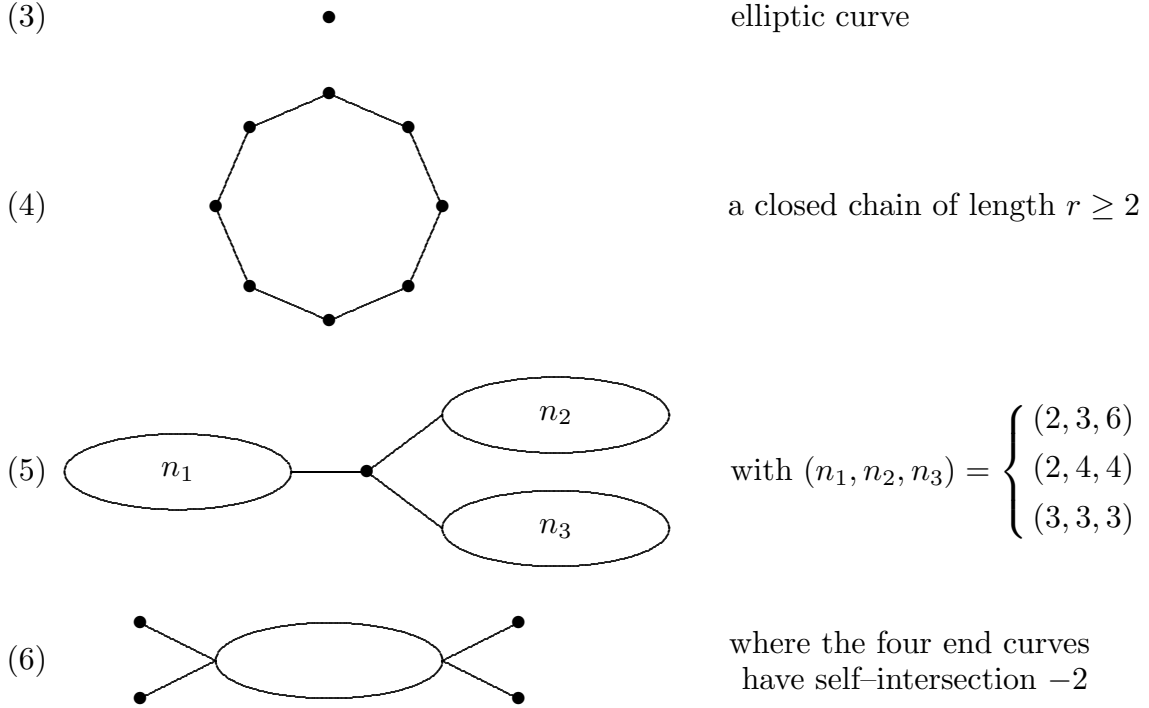 (3) elliptic curve
(4) a closed chain of length r ≥ 2
(5) n₁ n₂ n₃ with (n₁, n₂, n₃) = { (2, 3, 6)
(2, 4, 4)
(3, 3, 3)
(6) where the four end curves
have self–intersection −2